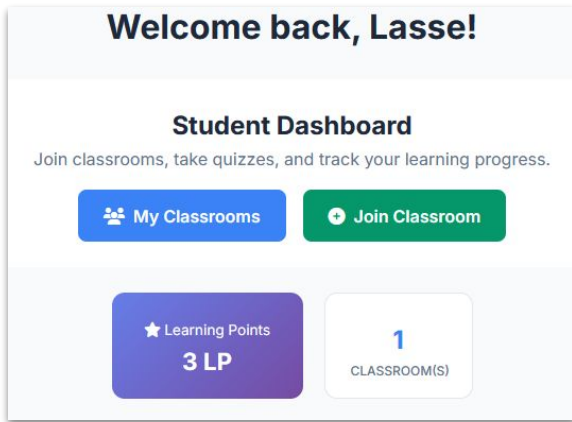 Welcome back, Lasse!
Student Dashboard
Join classrooms, take quizzes, and track your learning progress.
My Classrooms
Join Classroom
Learning Points
3 LP
1
CLASSROOM(S)